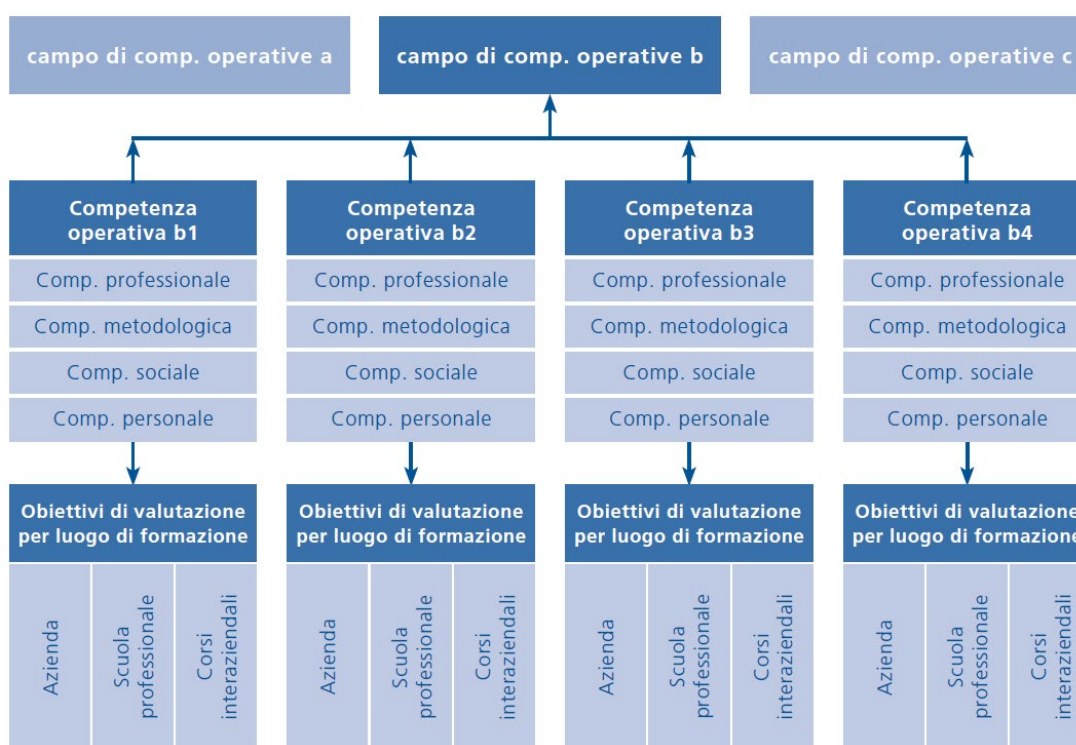 campo di comp. operative a
campo di comp. operative b
campo di comp. operative c
Competenza
operativa b1
Competenza
operativa b2
Competenza
operativa b3
Competenza
operativa b4
Comp. professionale
Comp. professionale
Comp. professionale
Comp. professionale
Comp. metodologica
Comp. metodologica
Comp. metodologica
Comp. metodologica
Comp. sociale
Comp. sociale
Comp. sociale
Comp. sociale
Comp. personale
Comp. personale
Comp. personale
Comp. personale
Obiettivi di valutazione
per luogo di formazione
Obiettivi di valutazione
per luogo di formazione
Obiettivi di valutazione
per luogo di formazione
Obiettivi di valutazione
per luogo di formazione
Azienda
Scuola
professionale
Corsi
interaziendali
Azienda
Scuola
professionale
Corsi
interaziendali
Azienda
Scuola
professionale
Corsi
interaziendali
Azienda
Scuola
professionale
Corsi
interaziendali